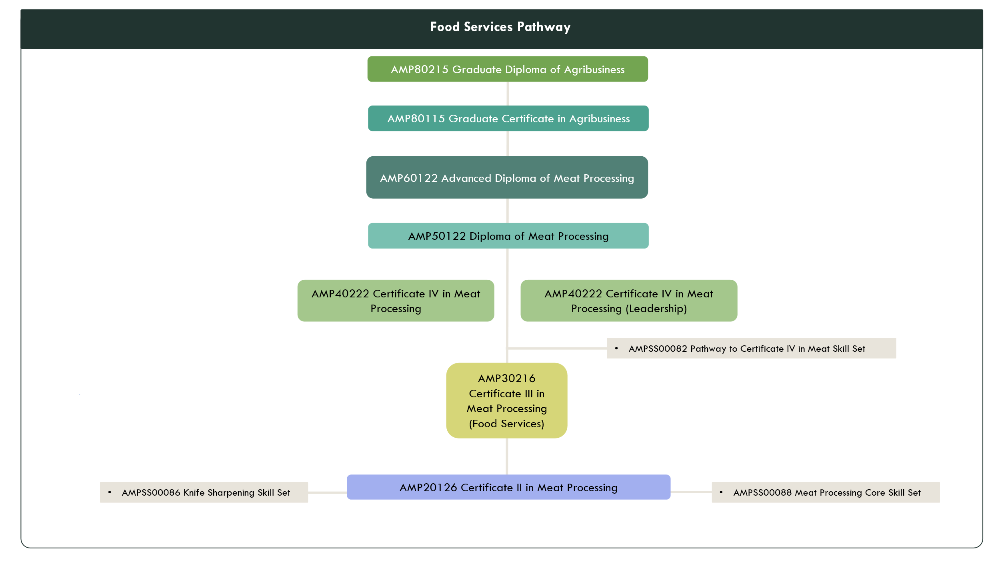 Food Services Pathway
AMP80215 Graduate Diploma of Agribusiness
AMP80115 Graduate Certificate in Agribusiness
AMP60122 Advanced Diploma of Meat Processing
AMP50122 Diploma of Meat Processing
AMP40222 Certificate IV in Meat
Processing
AMP40222 Certificate IV in Meat
Processing (Leadership)
• AMPSS00082 Pathway to Certificate IV in Meat Skill Set
AMP30216
Certificate III in
Meat Processing
(Food Services)
• AMPSS00086 Knife Sharpening Skill Set
AMP20126 Certificate II in Meat Processing
• AMPSS00088 Meat Processing Core Skill Set